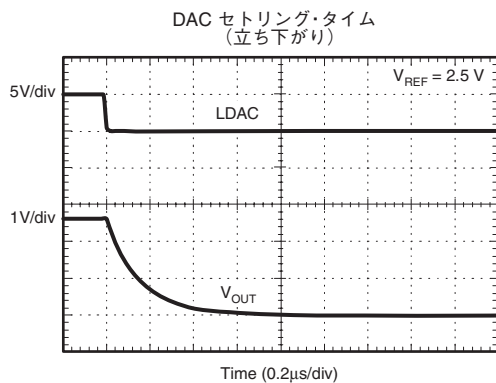 DAC セトリング・タイム
（立ち下がり）
V_REF = 2.5 V
5V/div
LDAC
1V/div
V_OUT
Time (0.2μs/div)